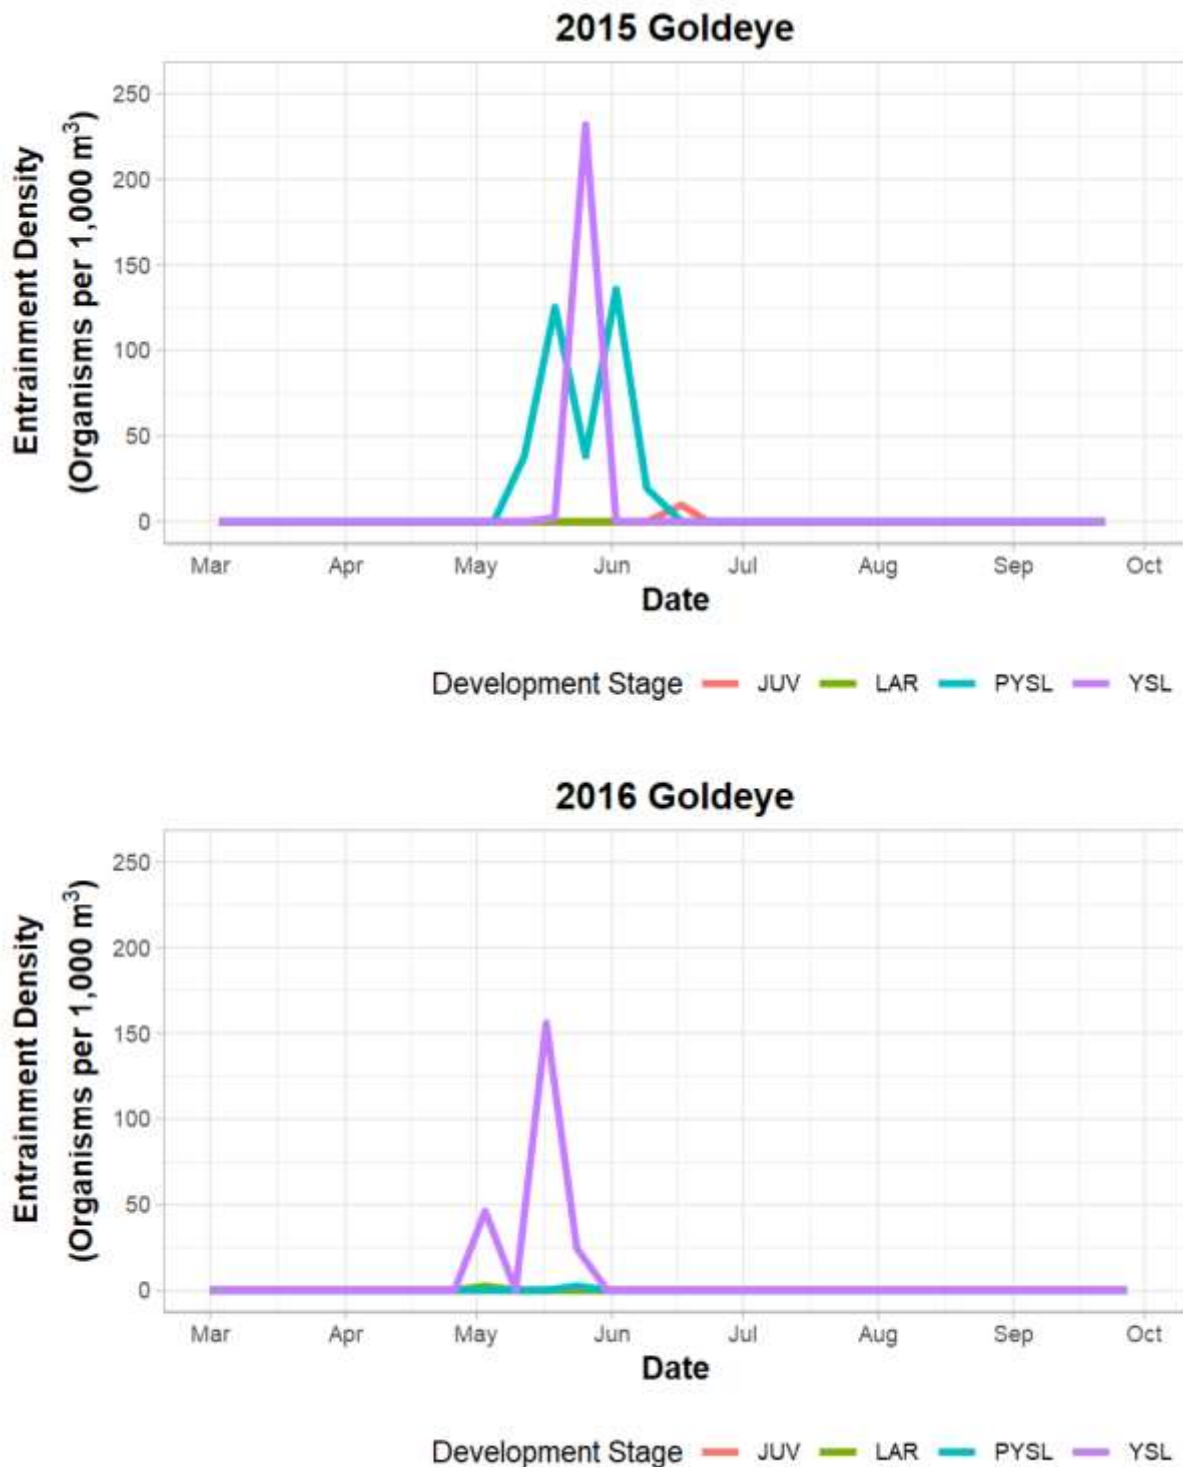 2015 Goldeye
Entrainment Density
(Organisms per 1,000 m³)
250
200
150
100
50
0
Mar Apr May Jun Jul Aug Sep Oct
Date
Development Stage JUV LAR PYSL YSL
2016 Goldeye
Entrainment Density
(Organisms per 1,000 m³)
250
200
150
100
50
0
Mar Apr May Jun Jul Aug Sep Oct
Date
Development Stage JUV LAR PYSL YSL